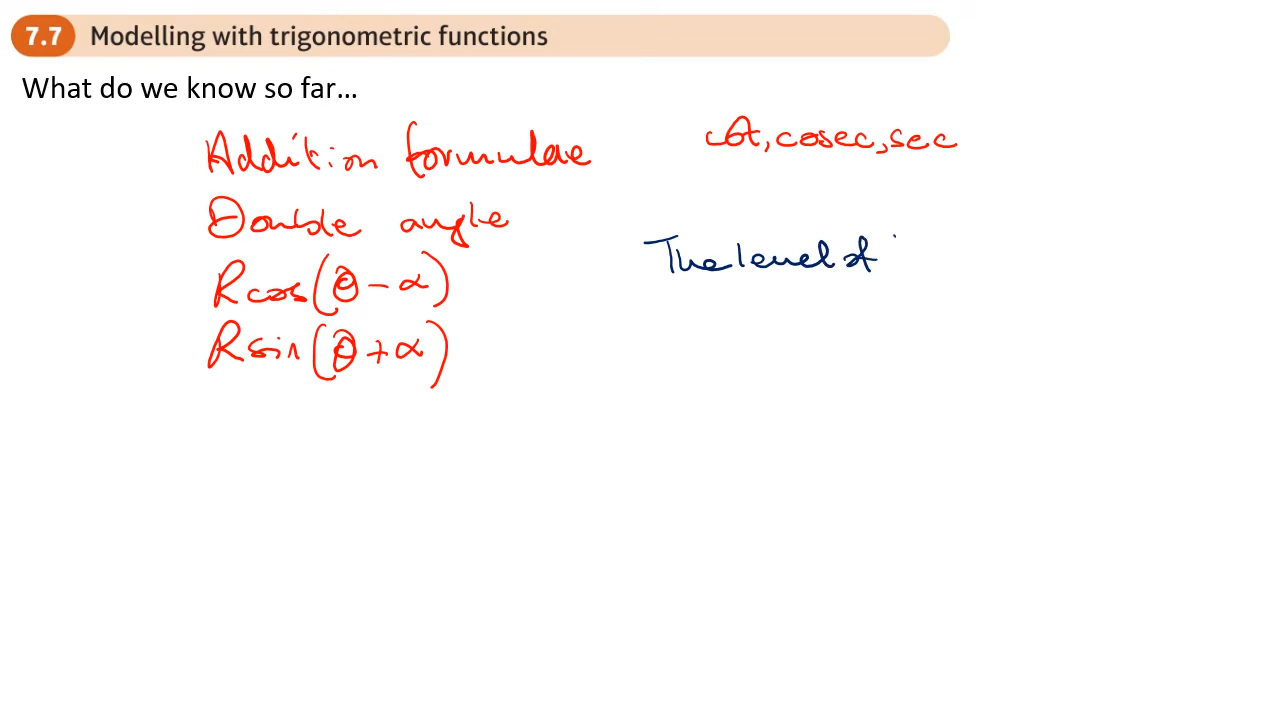 7.7 Modelling with trigonometric functions
What do we know so far...
Addition formulae
cot, cosec, sec
Double angle
The level of
Rcos(θ-α)
Rsin(θ+α)